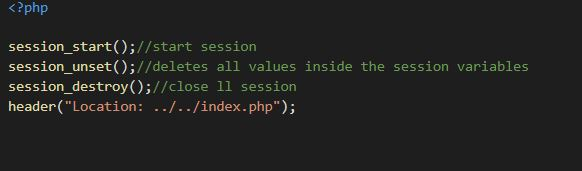 <?php
session_start();//start session
session_unset();//deletes all values inside the session variables
session_destroy();//close ll session
header("Location: ../../index.php");